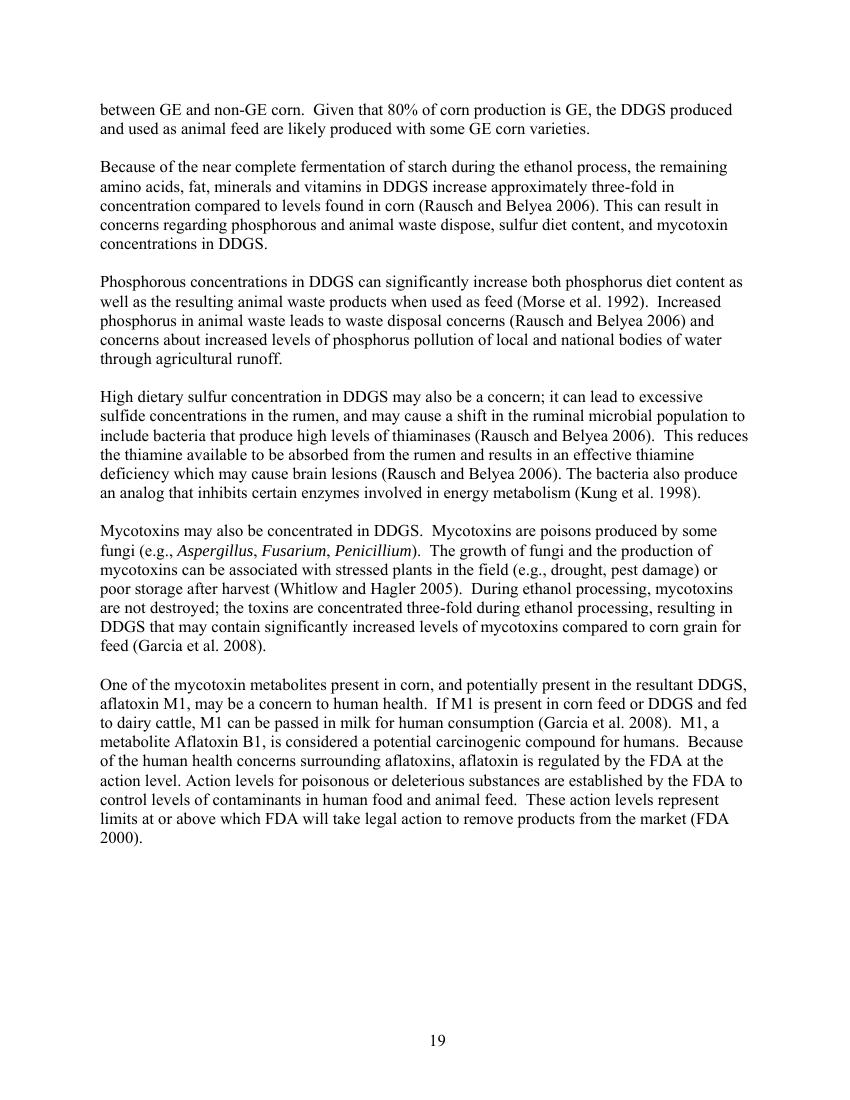 between GE and non-GE corn.  Given that 80% of corn production is GE, the DDGS produced
and used as animal feed are likely produced with some GE corn varieties.
Because of the near complete fermentation of starch during the ethanol process, the remaining
amino acids, fat, minerals and vitamins in DDGS increase approximately three-fold in
concentration compared to levels found in corn (Rausch and Belyea 2006). This can result in
concerns regarding phosphorous and animal waste dispose, sulfur diet content, and mycotoxin
concentrations in DDGS.
Phosphorous concentrations in DDGS can significantly increase both phosphorus diet content as
well as the resulting animal waste products when used as feed (Morse et al. 1992).  Increased
phosphorus in animal waste leads to waste disposal concerns (Rausch and Belyea 2006) and
concerns about increased levels of phosphorus pollution of local and national bodies of water
through agricultural runoff.
High dietary sulfur concentration in DDGS may also be a concern; it can lead to excessive
sulfide concentrations in the rumen, and may cause a shift in the ruminal microbial population to
include bacteria that produce high levels of thiaminases (Rausch and Belyea 2006).  This reduces
the thiamine available to be absorbed from the rumen and results in an effective thiamine
deficiency which may cause brain lesions (Rausch and Belyea 2006). The bacteria also produce
an analog that inhibits certain enzymes involved in energy metabolism (Kung et al. 1998).
Mycotoxins may also be concentrated in DDGS.  Mycotoxins are poisons produced by some
fungi (e.g., Aspergillus, Fusarium, Penicillium).  The growth of fungi and the production of
mycotoxins can be associated with stressed plants in the field (e.g., drought, pest damage) or
poor storage after harvest (Whitlow and Hagler 2005).  During ethanol processing, mycotoxins
are not destroyed; the toxins are concentrated three-fold during ethanol processing, resulting in
DDGS that may contain significantly increased levels of mycotoxins compared to corn grain for
feed (Garcia et al. 2008).
One of the mycotoxin metabolites present in corn, and potentially present in the resultant DDGS,
aflatoxin M1, may be a concern to human health.  If M1 is present in corn feed or DDGS and fed
to dairy cattle, M1 can be passed in milk for human consumption (Garcia et al. 2008).  M1, a
metabolite Aflatoxin B1, is considered a potential carcinogenic compound for humans.  Because
of the human health concerns surrounding aflatoxins, aflatoxin is regulated by the FDA at the
action level. Action levels for poisonous or deleterious substances are established by the FDA to
control levels of contaminants in human food and animal feed.  These action levels represent
limits at or above which FDA will take legal action to remove products from the market (FDA
2000).
19